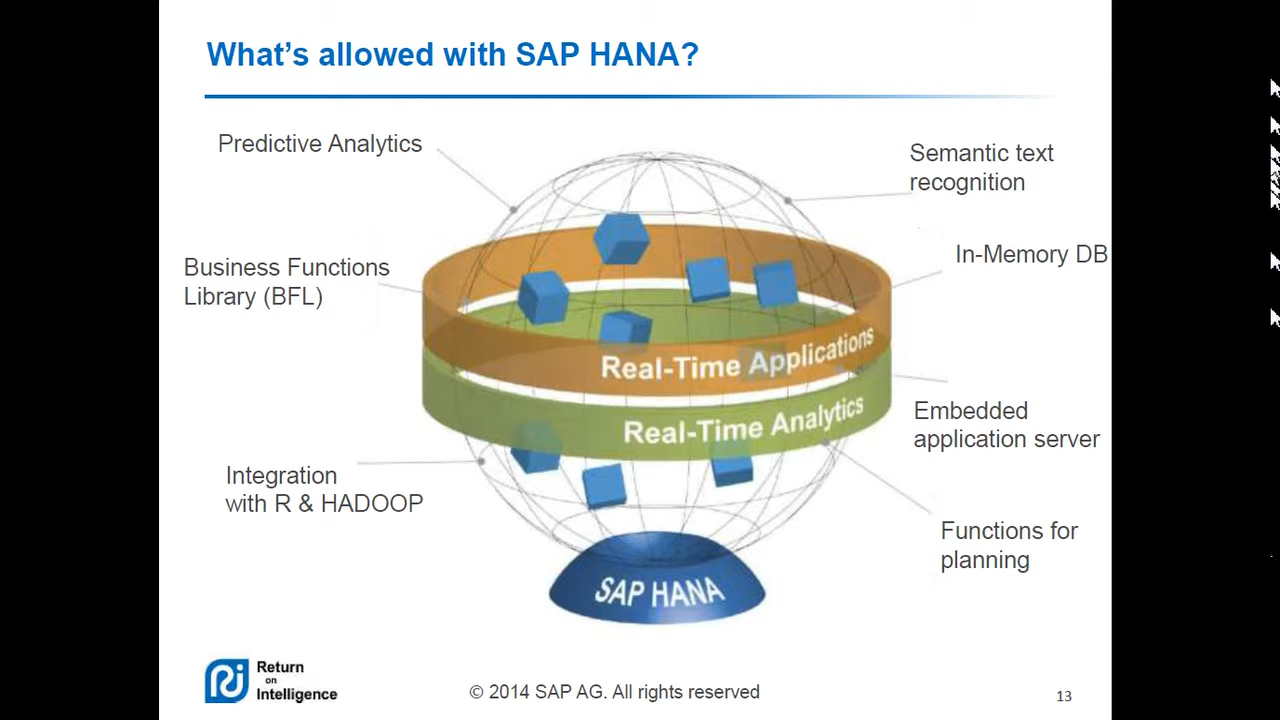 What's allowed with SAP HANA?
Predictive Analytics
Semantic text
recognition
Business Functions
Library (BFL)
In-Memory DB
Real-Time Applications
Real-Time Analytics
Embedded
application server
Integration
with R & HADOOP
Functions for
planning
SAP HANA
Return
on
Intelligence
© 2014 SAP AG. All rights reserved
13